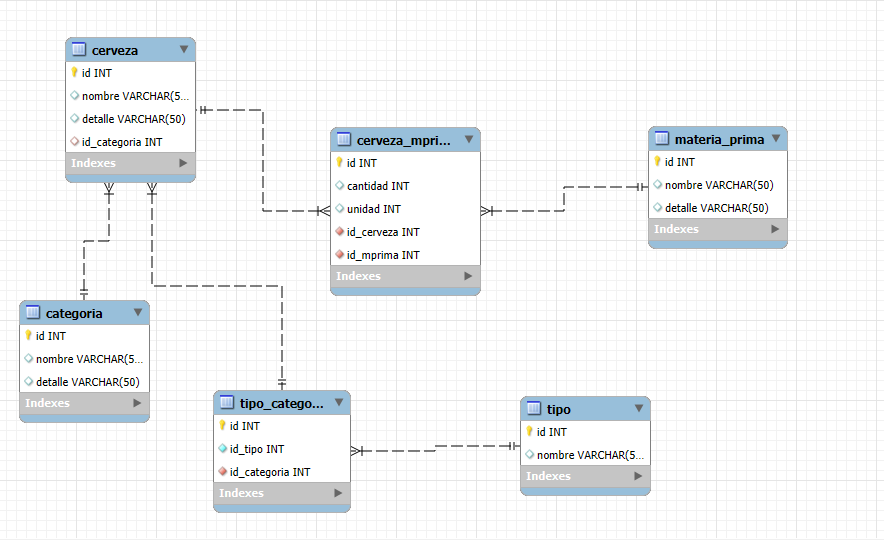 cerveza
id INT
nombre VARCHAR(5...
detalle VARCHAR(50)
id_categoria INT
Indexes
cerveza_mpri...
id INT
cantidad INT
unidad INT
id_cerveza INT
id_mprima INT
Indexes
materia_prima
id INT
nombre VARCHAR(50)
detalle VARCHAR(50)
Indexes
categoria
id INT
nombre VARCHAR(5...
detalle VARCHAR(50)
Indexes
tipo_catego...
id INT
id_tipo INT
id_categoria INT
Indexes
tipo
id INT
nombre VARCHAR(5...
Indexes